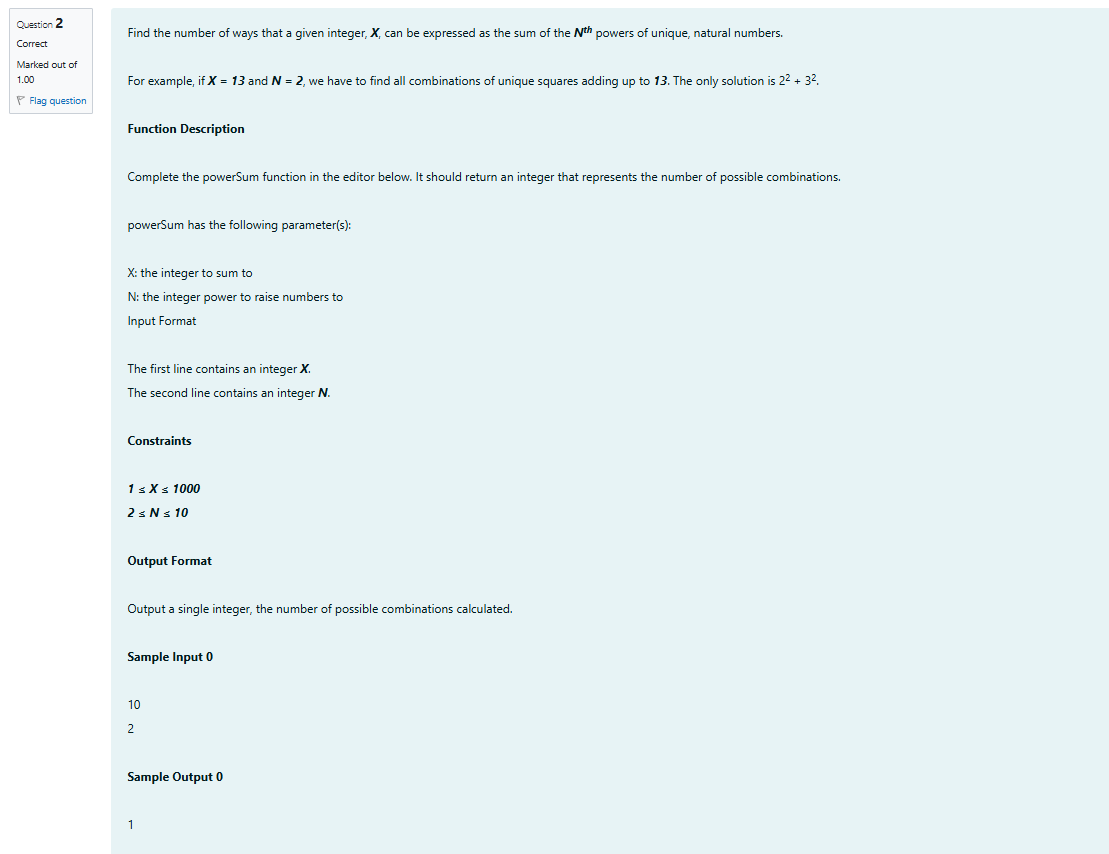 Question 2
Correct
Marked out of
1.00
Flag question
Find the number of ways that a given integer, X, can be expressed as the sum of the Nth powers of unique, natural numbers.
For example, if X = 13 and N = 2, we have to find all combinations of unique squares adding up to 13. The only solution is 2² + 3².
Function Description
Complete the powerSum function in the editor below. It should return an integer that represents the number of possible combinations.
powerSum has the following parameter(s):
X: the integer to sum to
N: the integer power to raise numbers to
Input Format
The first line contains an integer X.
The second line contains an integer N.
Constraints
1 ≤ X ≤ 1000
2 ≤ N ≤ 10
Output Format
Output a single integer, the number of possible combinations calculated.
Sample Input 0
10
2
Sample Output 0
1